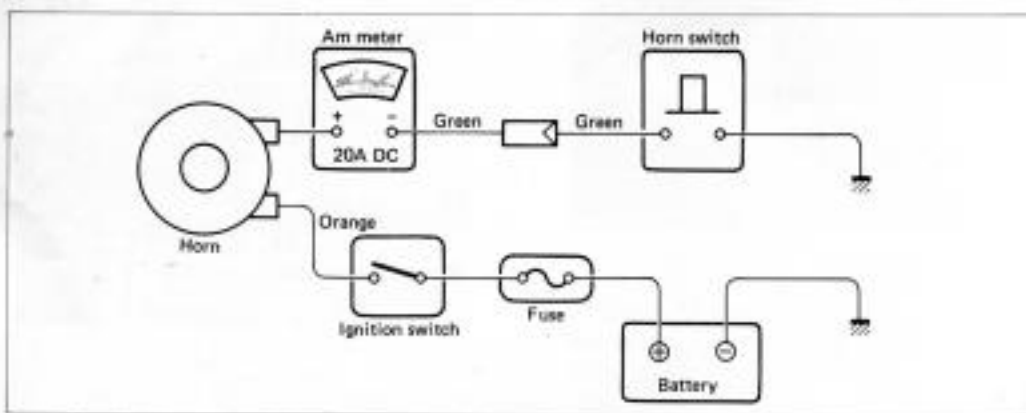 Am meter
Horn switch
+ −
Green
Green
20A DC
Orange
Horn
Ignition switch
Fuse
⊕ ⊖
Battery